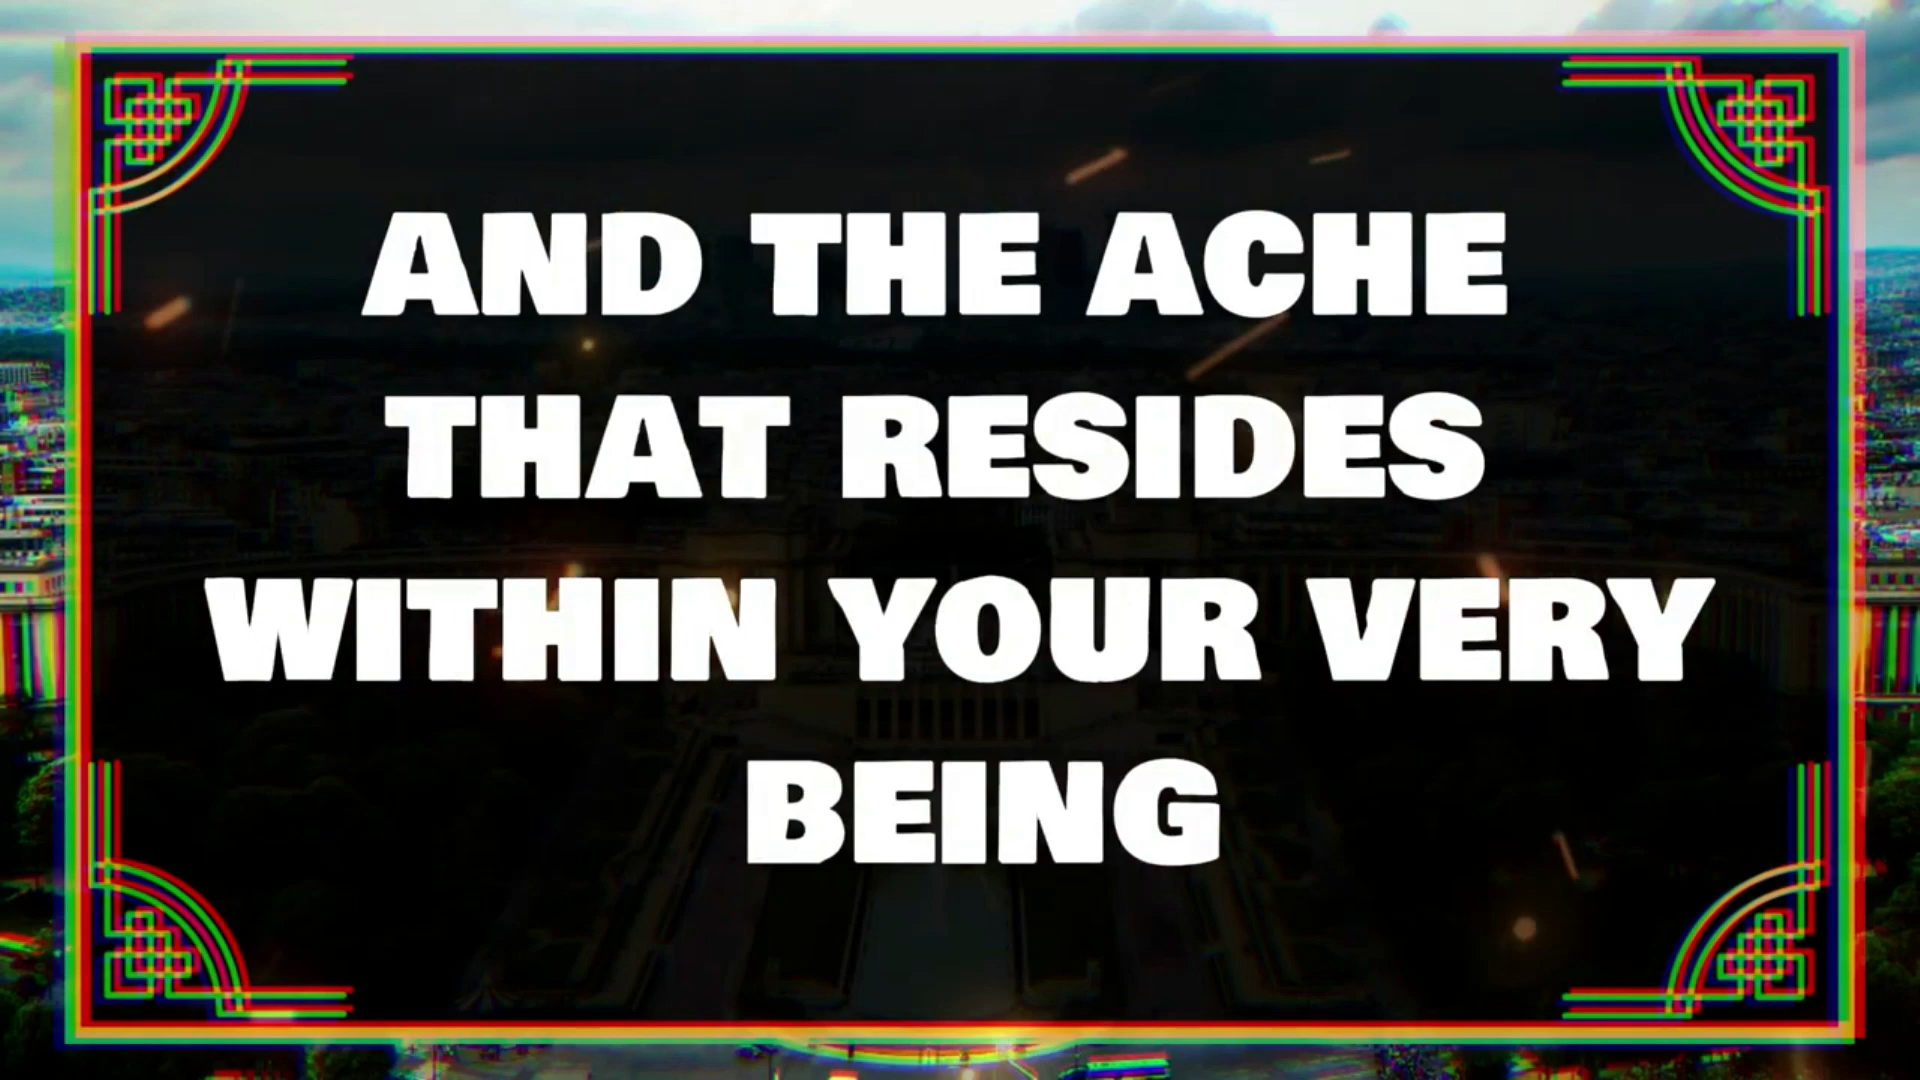 AND THE ACHE
THAT RESIDES
WITHIN YOUR VERY
BEING